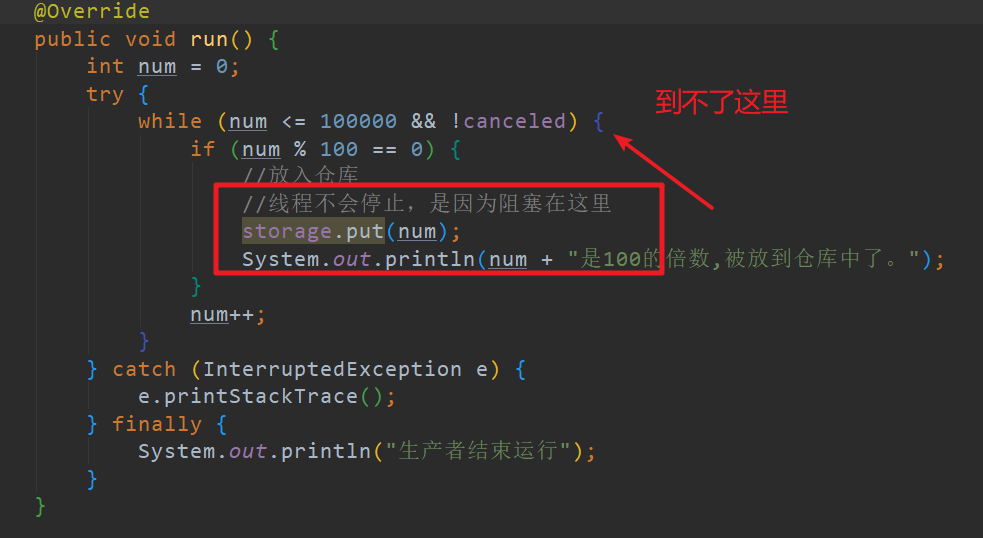 @Override
public void run() {
int num = 0;
try {
while (num <= 100000 && !canceled) {
到不了这里
if (num % 100 == 0) {
//放入仓库
//线程不会停止，是因为阻塞在这里
storage.put(num);
System.out.println(num + "是100的倍数,被放到仓库中了。");
}
num++;
}
} catch (InterruptedException e) {
e.printStackTrace();
} finally {
System.out.println("生产者结束运行");
}
}